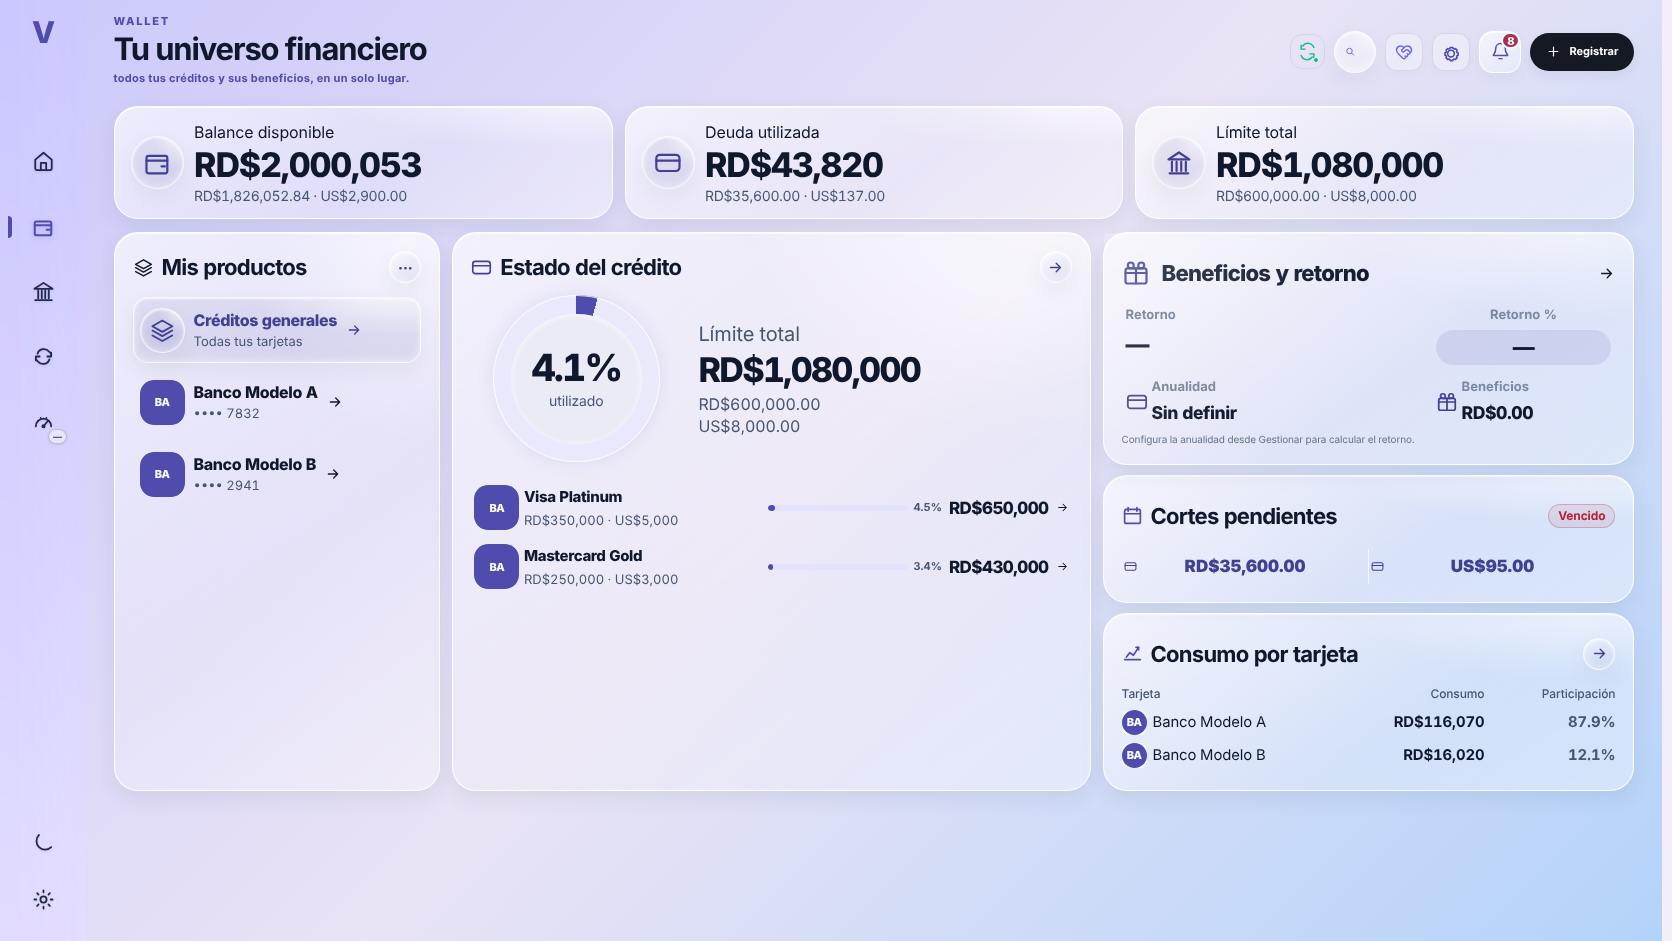 V
WALLET
Tu universo financiero
todos tus créditos y sus beneficios, en un solo lugar.
8
Registrar
Balance disponible
RD$2,000,053
RD$1,826,052.84 · US$2,900.00
Deuda utilizada
RD$43,820
RD$35,600.00 · US$137.00
Límite total
RD$1,080,000
RD$600,000.00 · US$8,000.00
Mis productos
Créditos generales
Todas tus tarjetas
BA
Banco Modelo A
•••• 7832
BA
Banco Modelo B
•••• 2941
Estado del crédito
4.1%
utilizado
Límite total
RD$1,080,000
RD$600,000.00
US$8,000.00
BA
Visa Platinum
RD$350,000 · US$5,000
4.5% RD$650,000
BA
Mastercard Gold
RD$250,000 · US$3,000
3.4% RD$430,000
Beneficios y retorno
Retorno
—
Retorno %
—
Anualidad
Sin definir
Beneficios
RD$0.00
Configura la anualidad desde Gestionar para calcular el retorno.
Cortes pendientes
Vencido
RD$35,600.00
US$95.00
Consumo por tarjeta
Tarjeta Consumo Participación
BA Banco Modelo A RD$116,070 87.9%
BA Banco Modelo B RD$16,020 12.1%